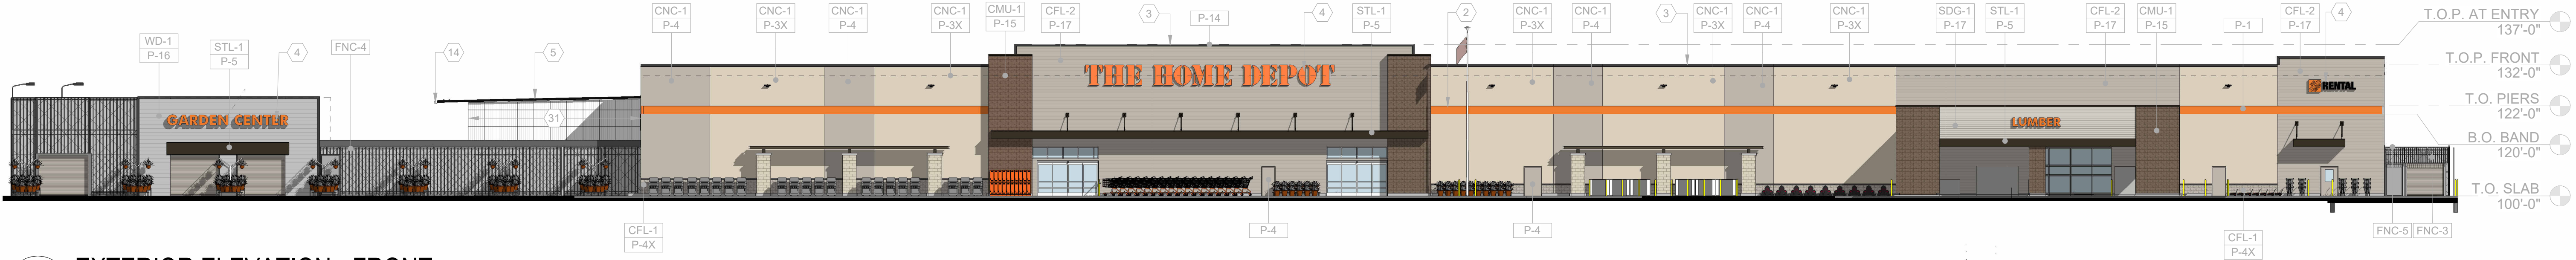 CNC-1
P-4
CNC-1
P-3X
CNC-1
P-4
CNC-1
P-3X
CMU-1
P-15
CFL-2
P-17
3
P-14
4
STL-1
P-5
2
CNC-1
P-3X
CNC-1
P-4
3
CNC-1
P-3X
CNC-1
P-4
CNC-1
P-3X
SDG-1
P-17
STL-1
P-5
CFL-2
P-17
CMU-1
P-15
P-1
CFL-2
P-17
4
T.O.P. AT ENTRY
137'-0"
WD-1
P-16
STL-1
P-5
4
FNC-4
14
5
T.O.P. FRONT
132'-0"
THE HOME DEPOT
RENTAL
T.O. PIERS
122'-0"
GARDEN CENTER
31
LUMBER
B.O. BAND
120'-0"
T.O. SLAB
100'-0"
CFL-1
P-4X
P-4
P-4
CFL-1
P-4X
FNC-5
FNC-3
EXTERIOR ELEVATION - FRONT